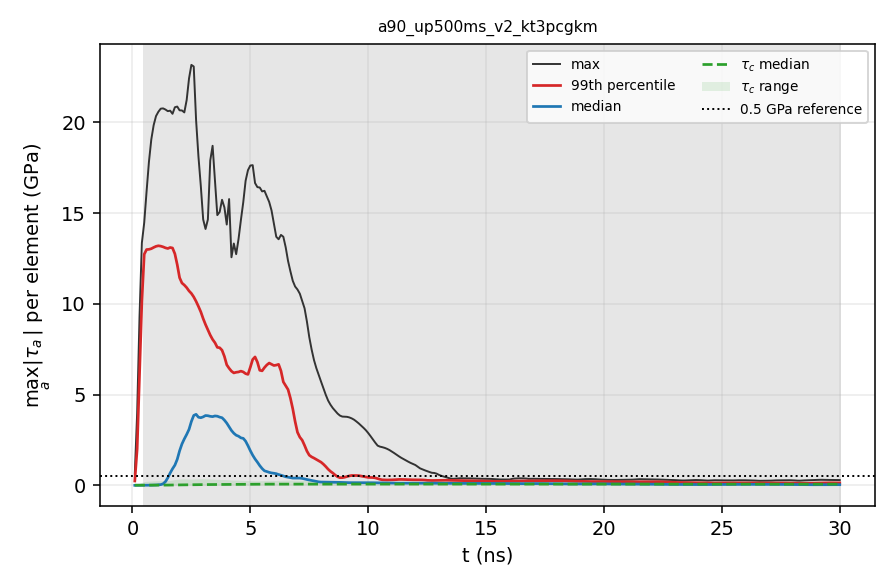 a90_up500ms_v2_kt3pcgkm
max
99th percentile
median
τc median
τc range
0.5 GPa reference
max a |τa| per element (GPa)
20
15
10
5
0
0 5 10 15 20 25 30
t (ns)